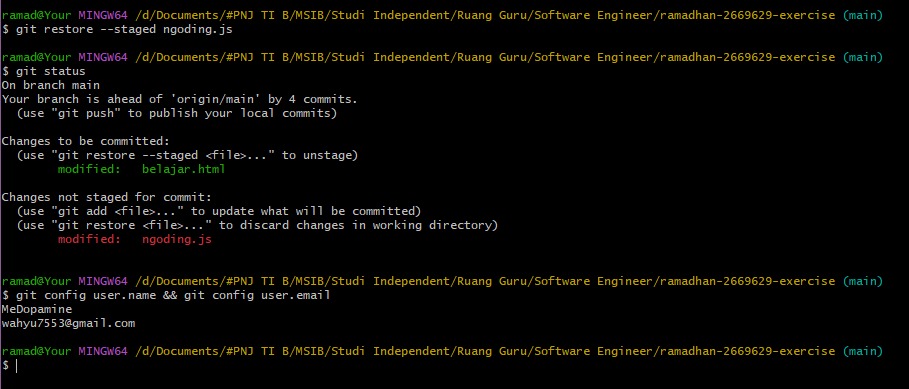 ramad@Your MINGW64 /d/Documents/#PNJ TI B/MSIB/Studi Independent/Ruang Guru/Software Engineer/ramadhan-2669629-exercise (main)
$ git restore --staged ngoding.js
ramad@Your MINGW64 /d/Documents/#PNJ TI B/MSIB/Studi Independent/Ruang Guru/Software Engineer/ramadhan-2669629-exercise (main)
$ git status
On branch main
Your branch is ahead of 'origin/main' by 4 commits.
  (use "git push" to publish your local commits)
Changes to be committed:
  (use "git restore --staged <file>..." to unstage)
        modified:   belajar.html
Changes not staged for commit:
  (use "git add <file>..." to update what will be committed)
  (use "git restore <file>..." to discard changes in working directory)
        modified:   ngoding.js
ramad@Your MINGW64 /d/Documents/#PNJ TI B/MSIB/Studi Independent/Ruang Guru/Software Engineer/ramadhan-2669629-exercise (main)
$ git config user.name && git config user.email
MeDopamine
wahyu7553@gmail.com
ramad@Your MINGW64 /d/Documents/#PNJ TI B/MSIB/Studi Independent/Ruang Guru/Software Engineer/ramadhan-2669629-exercise (main)
$